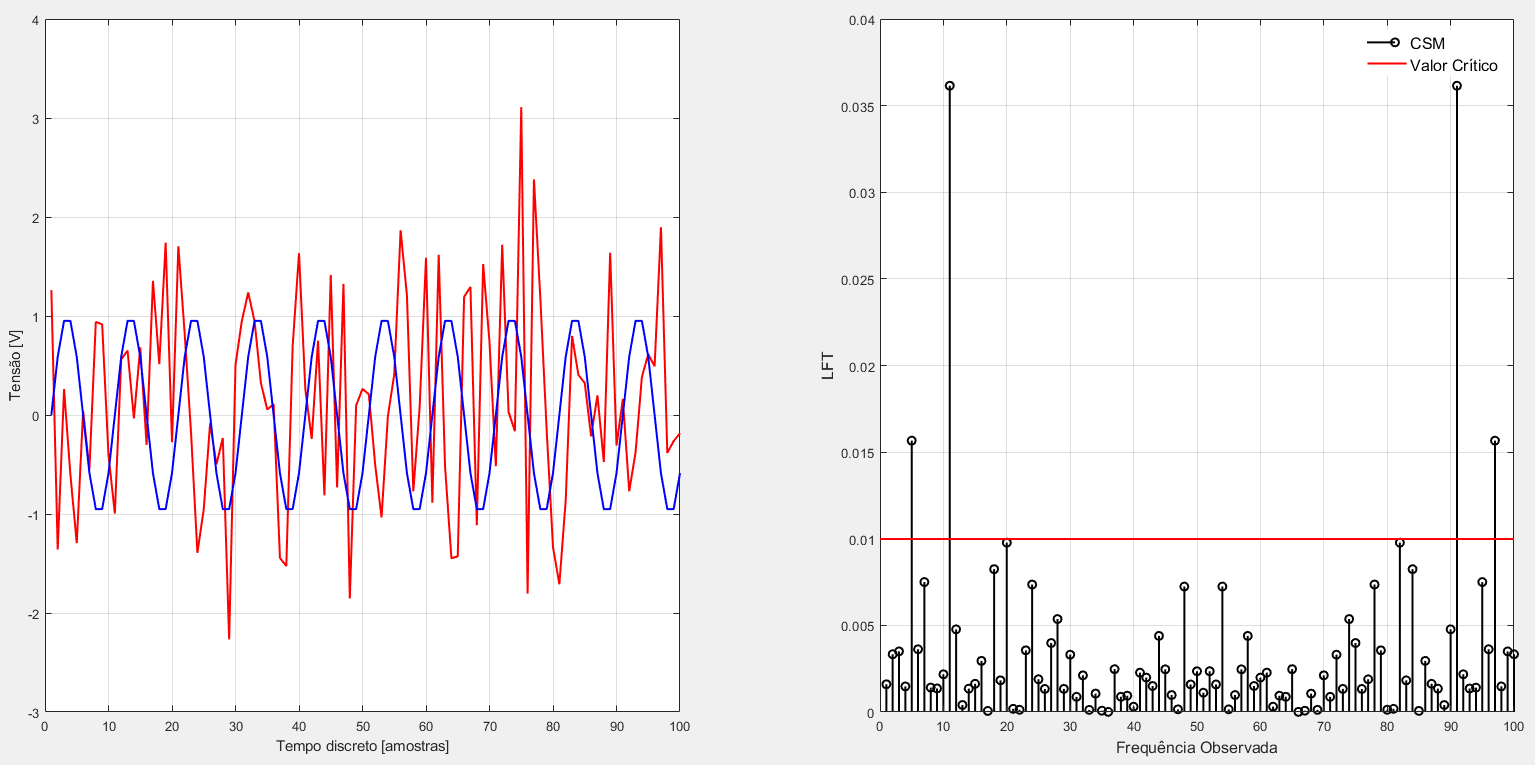 4
3
2
1
0
-1
-2
-3
0 10 20 30 40 50 60 70 80 90 100
Tensão [V]
Tempo discreto [amostras]
0.04
0.035
0.03
0.025
0.02
0.015
0.01
0.005
0
0 10 20 30 40 50 60 70 80 90 100
LFT
Frequência Observada
CSM
Valor Crítico